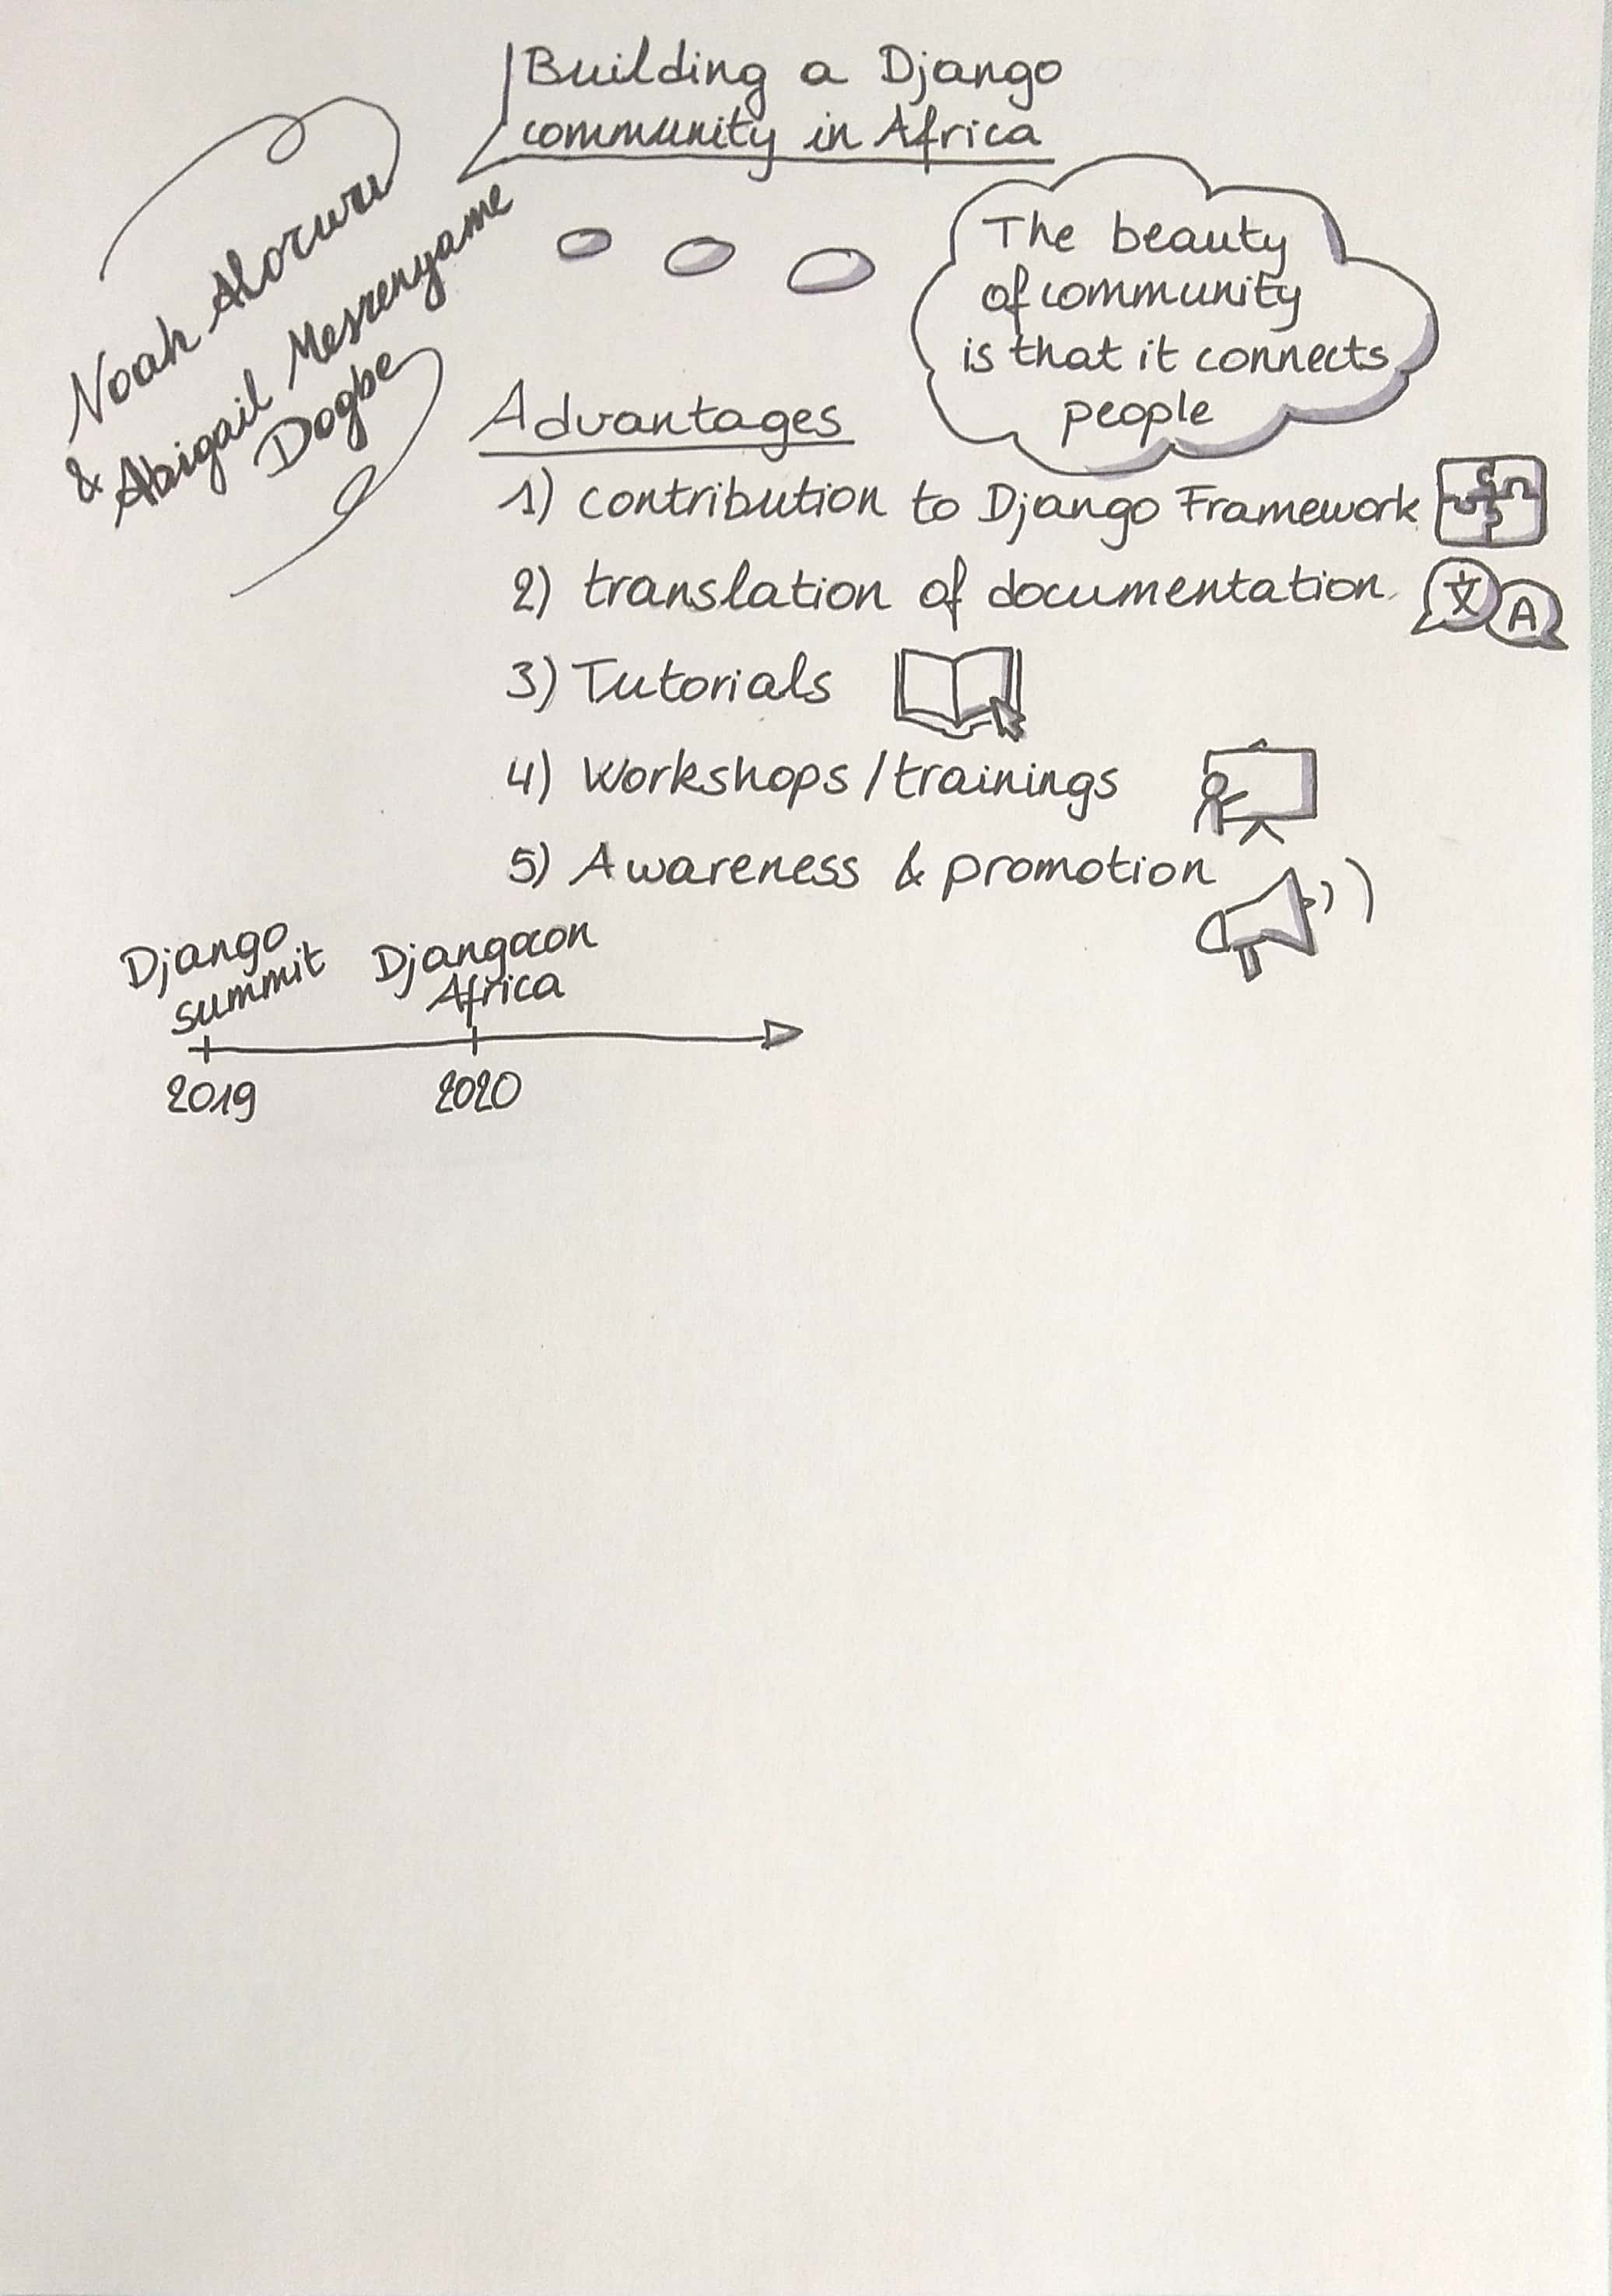 Building a Django
community in Africa
Noah Alorwu
& Abigail Mesrenyame
Dogbe
The beauty
of community
is that it connects
people
Advantages
1) contribution to Django Framework
2) translation of documentation
文 A
3) Tutorials
4) Workshops / trainings
5) Awareness & promotion
Django
summit
Djangocon
Africa
2019
2020